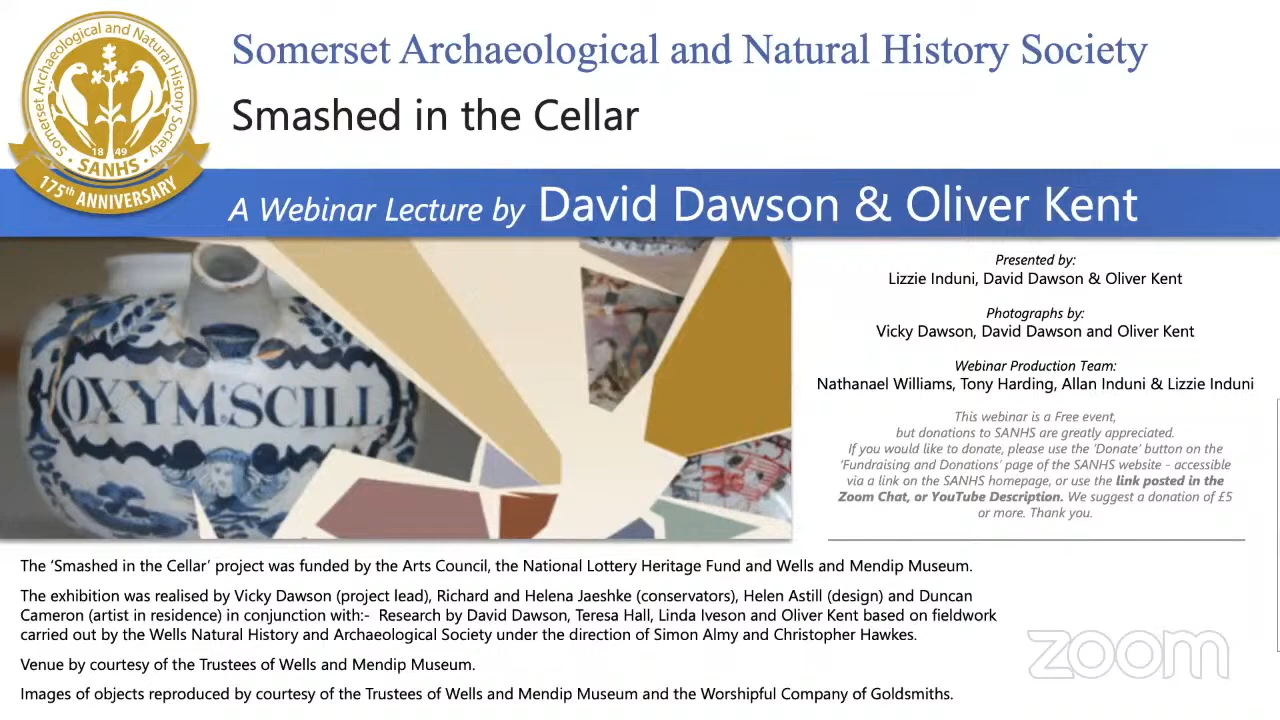 Somerset Archaeological and Natural History Society
18 49
SANHS
175th ANNIVERSARY
Somerset Archaeological and Natural History Society
Smashed in the Cellar
A Webinar Lecture by David Dawson & Oliver Kent
OXYM:SCILL
Presented by:
Lizzie Induni, David Dawson & Oliver Kent
Photographs by:
Vicky Dawson, David Dawson and Oliver Kent
Webinar Production Team:
Nathanael Williams, Tony Harding, Allan Induni & Lizzie Induni
This webinar is a Free event,
but donations to SANHS are greatly appreciated.
If you would like to donate, please use the 'Donate' button on the
'Fundraising and Donations' page of the SANHS website - accessible
via a link on the SANHS homepage, or use the link posted in the
Zoom Chat, or YouTube Description. We suggest a donation of £5
or more. Thank you.
The 'Smashed in the Cellar' project was funded by the Arts Council, the National Lottery Heritage Fund and Wells and Mendip Museum.
The exhibition was realised by Vicky Dawson (project lead), Richard and Helena Jaeshke (conservators), Helen Astill (design) and Duncan
Cameron (artist in residence) in conjunction with:- Research by David Dawson, Teresa Hall, Linda Iveson and Oliver Kent based on fieldwork
carried out by the Wells Natural History and Archaeological Society under the direction of Simon Almy and Christopher Hawkes.
Venue by courtesy of the Trustees of Wells and Mendip Museum.
Images of objects reproduced by courtesy of the Trustees of Wells and Mendip Museum and the Worshipful Company of Goldsmiths.
zoom